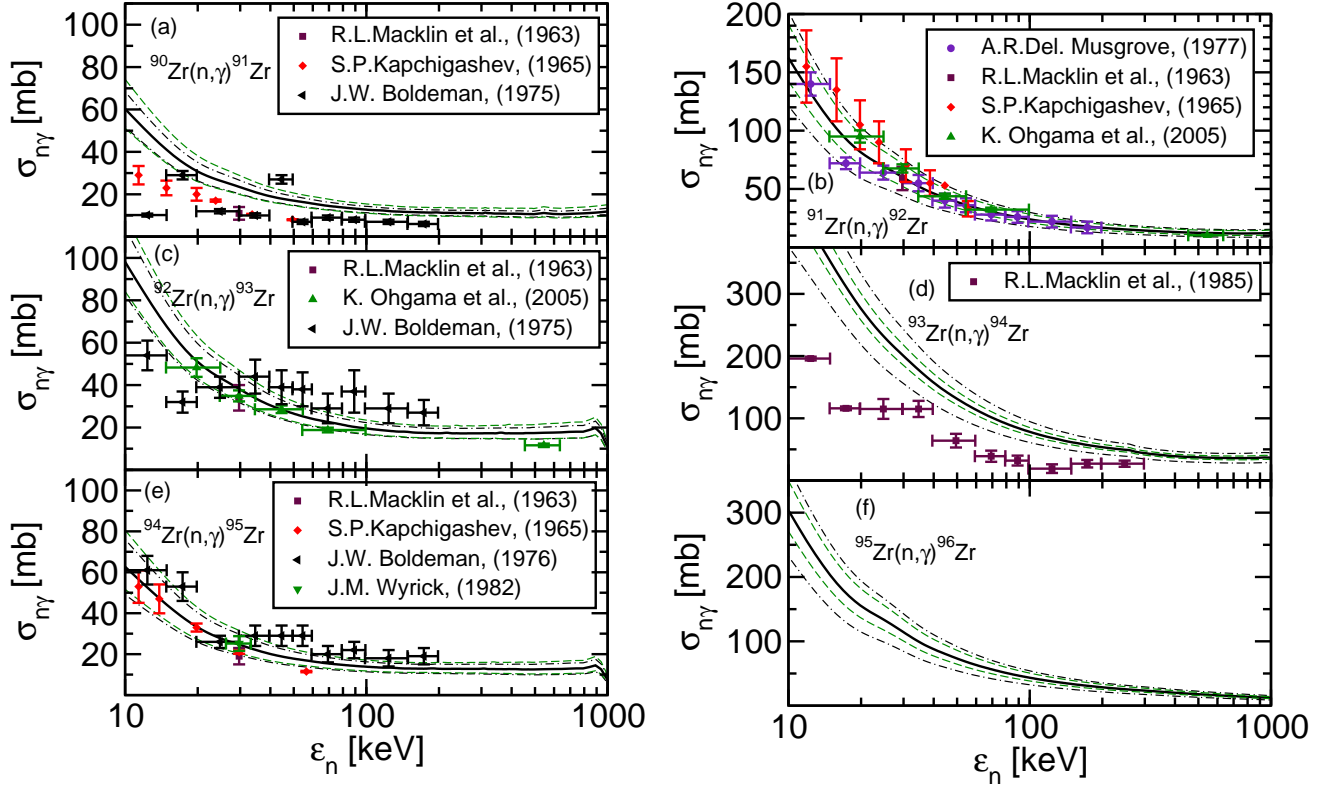 (a)
⁹⁰Zr(n,γ)⁹¹Zr
R.L.Macklin et al., (1963)
S.P.Kapchigashev, (1965)
J.W. Boldeman, (1975)
σnγ [mb]
100
80
60
40
20
(c)
⁹²Zr(n,γ)⁹³Zr
R.L.Macklin et al., (1963)
K. Ohgama et al., (2005)
J.W. Boldeman, (1975)
σnγ [mb]
100
80
60
40
20
(e)
⁹⁴Zr(n,γ)⁹⁵Zr
R.L.Macklin et al., (1963)
S.P.Kapchigashev, (1965)
J.W. Boldeman, (1976)
J.M. Wyrick, (1982)
σnγ [mb]
100
80
60
40
20
10 100 1000
εn [keV]
A.R.Del. Musgrove, (1977)
R.L.Macklin et al., (1963)
S.P.Kapchigashev, (1965)
K. Ohgama et al., (2005)
(b)
⁹¹Zr(n,γ)⁹²Zr
σnγ [mb]
200
150
100
50
(d)
R.L.Macklin et al., (1985)
⁹³Zr(n,γ)⁹⁴Zr
σnγ [mb]
300
200
100
(f)
⁹⁵Zr(n,γ)⁹⁶Zr
σnγ [mb]
300
200
100
10 100 1000
εn [keV]